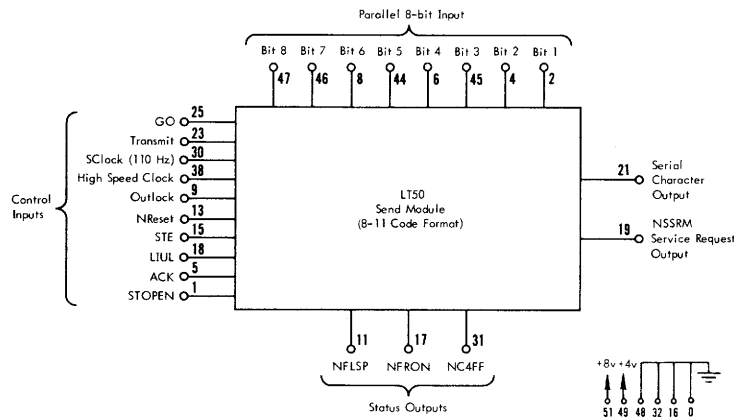 Parallel 8-bit Input
Bit 8 Bit 7 Bit 6 Bit 5 Bit 4 Bit 3 Bit 2 Bit 1
47 46 8 44 6 45 4 2
Control
Inputs
GO 25
Transmit 23
SClock (110 Hz) 30
High Speed Clock 38
Outlock 9
NReset 13
STE 15
LIUL 18
ACK 5
STOPEN 1
LT50
Send Module
(8-11 Code Format)
21 Serial
Character
Output
19 NSSRM
Service Request
Output
11 17 31
NFLSP NFRON NC4FF
Status Outputs
+8v +4v
51 49 48 32 16 0